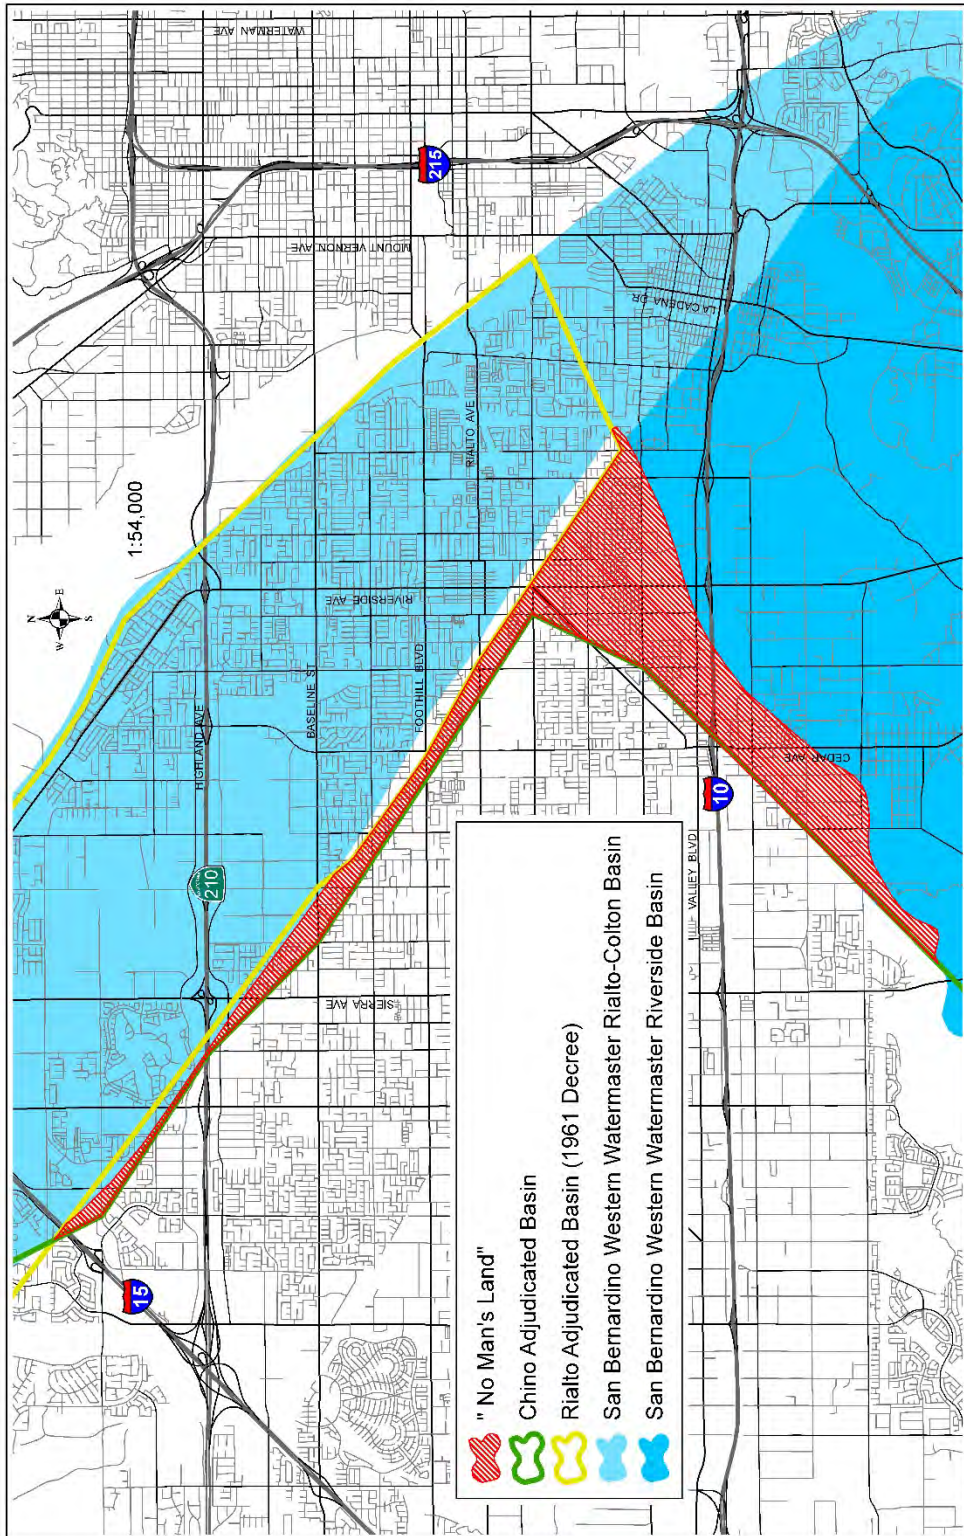 WATERMAN AVE
215
MOUNT VERNON AVE
LA CADENA DR
1:54,000
N
E
S
W
RIALTO AVE
RIVERSIDE AVE
HIGHLAND AVE
BASELINE ST
FOOTHILL BLVD
CEDAR AVE
10
210
VALLEY BLVD
SIERRA AVE
15
" No Man's Land"
Chino Adjudicated Basin
Rialto Adjudicated Basin (1961 Decree)
San Bernardino Western Watermaster Rialto-Colton Basin
San Bernardino Western Watermaster Riverside Basin